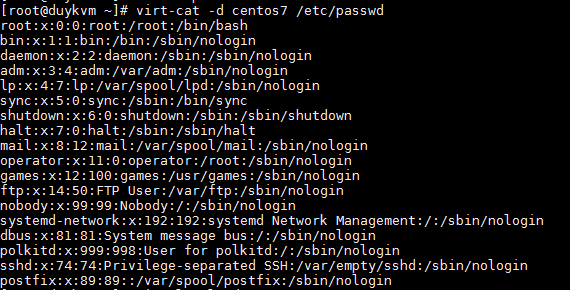 [root@duykvm ~]# virt-cat -d centos7 /etc/passwd
root:x:0:0:root:/root:/bin/bash
bin:x:1:1:bin:/bin:/sbin/nologin
daemon:x:2:2:daemon:/sbin:/sbin/nologin
adm:x:3:4:adm:/var/adm:/sbin/nologin
lp:x:4:7:lp:/var/spool/lpd:/sbin/nologin
sync:x:5:0:sync:/sbin:/bin/sync
shutdown:x:6:0:shutdown:/sbin:/sbin/shutdown
halt:x:7:0:halt:/sbin:/sbin/halt
mail:x:8:12:mail:/var/spool/mail:/sbin/nologin
operator:x:11:0:operator:/root:/sbin/nologin
games:x:12:100:games:/usr/games:/sbin/nologin
ftp:x:14:50:FTP User:/var/ftp:/sbin/nologin
nobody:x:99:99:Nobody:/:/sbin/nologin
systemd-network:x:192:192:systemd Network Management:/:/sbin/nologin
dbus:x:81:81:System message bus:/:/sbin/nologin
polkitd:x:999:998:User for polkitd:/:/sbin/nologin
sshd:x:74:74:Privilege-separated SSH:/var/empty/sshd:/sbin/nologin
postfix:x:89:89::/var/spool/postfix:/sbin/nologin